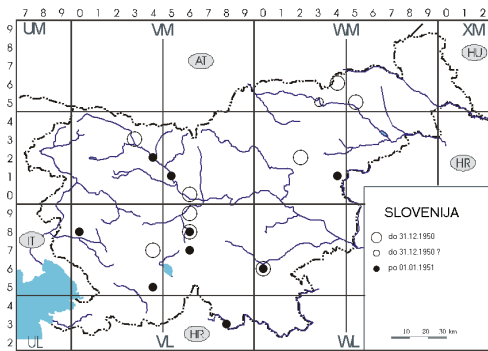 7 8 9 0 1 2 3 4 5 6 7 8 9 0 1 2 3 4 5 6 7 8 9 0 1 2
UM VM WM XM
9
8
7
6
5
4
3
2
1
0
9
8
7
6
5
4
3
2
AT
HU
HR
IT
HR
UL VL WL
SLOVENIJA
do 31.12.1950
do 31.12.1950 ?
po 01.01.1951
10 20 30 km